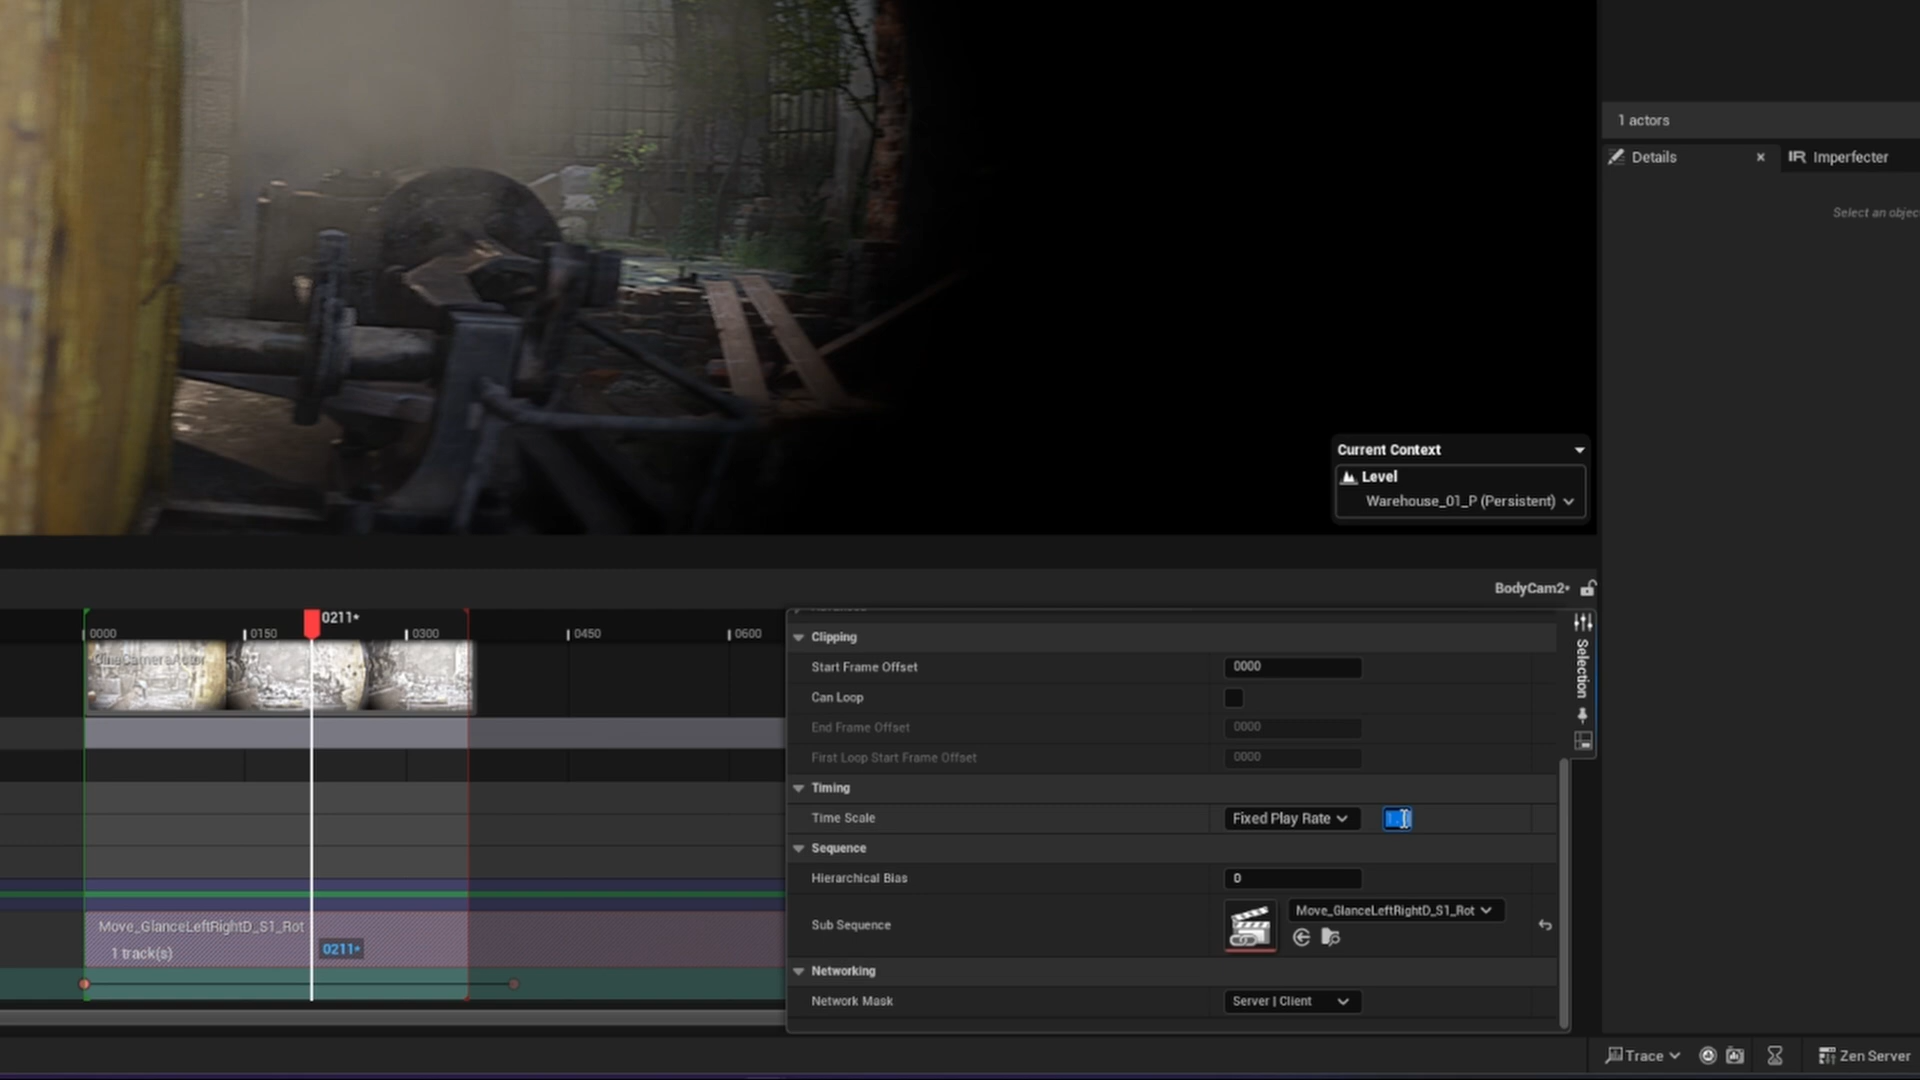 1 actors
Details
Imperfecter
Select an objec
Current Context
Level
Warehouse_01_P (Persistent)
BodyCam2*
0211*
0000
0150
0300
0450
0600
CineCameraActor
Selection
Clipping
Start Frame Offset
0000
Can Loop
End Frame Offset
0000
First Loop Start Frame Offset
0000
Timing
Time Scale
Fixed Play Rate
Sequence
Hierarchical Bias
0
Sub Sequence
Move_GlanceLeftRightD_S1_Rot
Networking
Network Mask
Server | Client
Move_GlanceLeftRightD_S1_Rot
1 track(s)
0211*
Trace
Zen Server